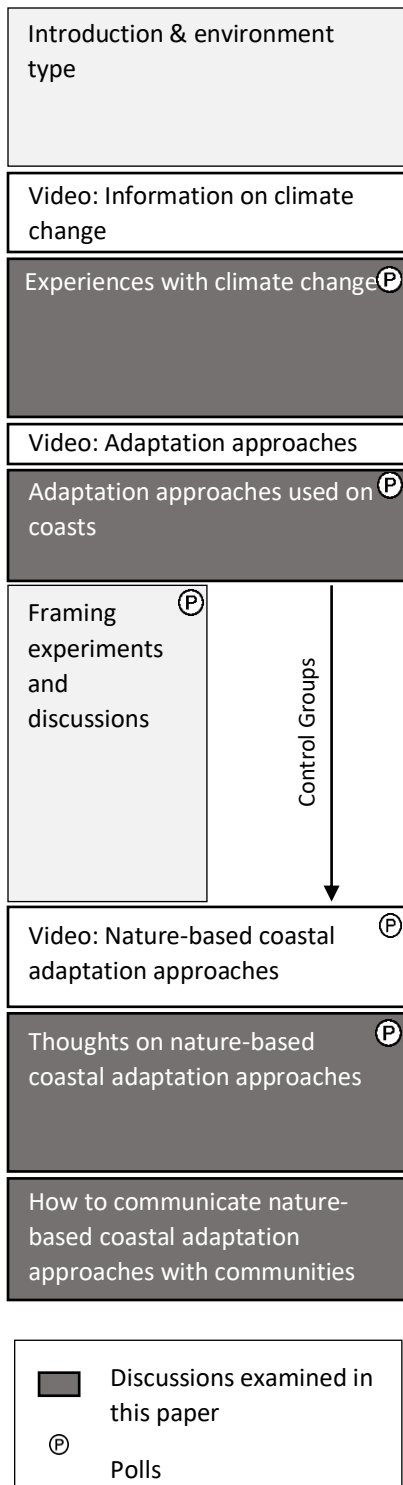 Introduction & environment
type
Video: Information on climate
change
Experiences with climate change Ⓟ
Video: Adaptation approaches
Adaptation approaches used on Ⓟ
coasts
Framing Ⓟ
experiments
and
discussions
Control Groups
Video: Nature-based coastal Ⓟ
adaptation approaches
Thoughts on nature-based Ⓟ
coastal adaptation approaches
How to communicate nature-
based coastal adaptation
approaches with communities
Discussions examined in
this paper
Ⓟ
Polls